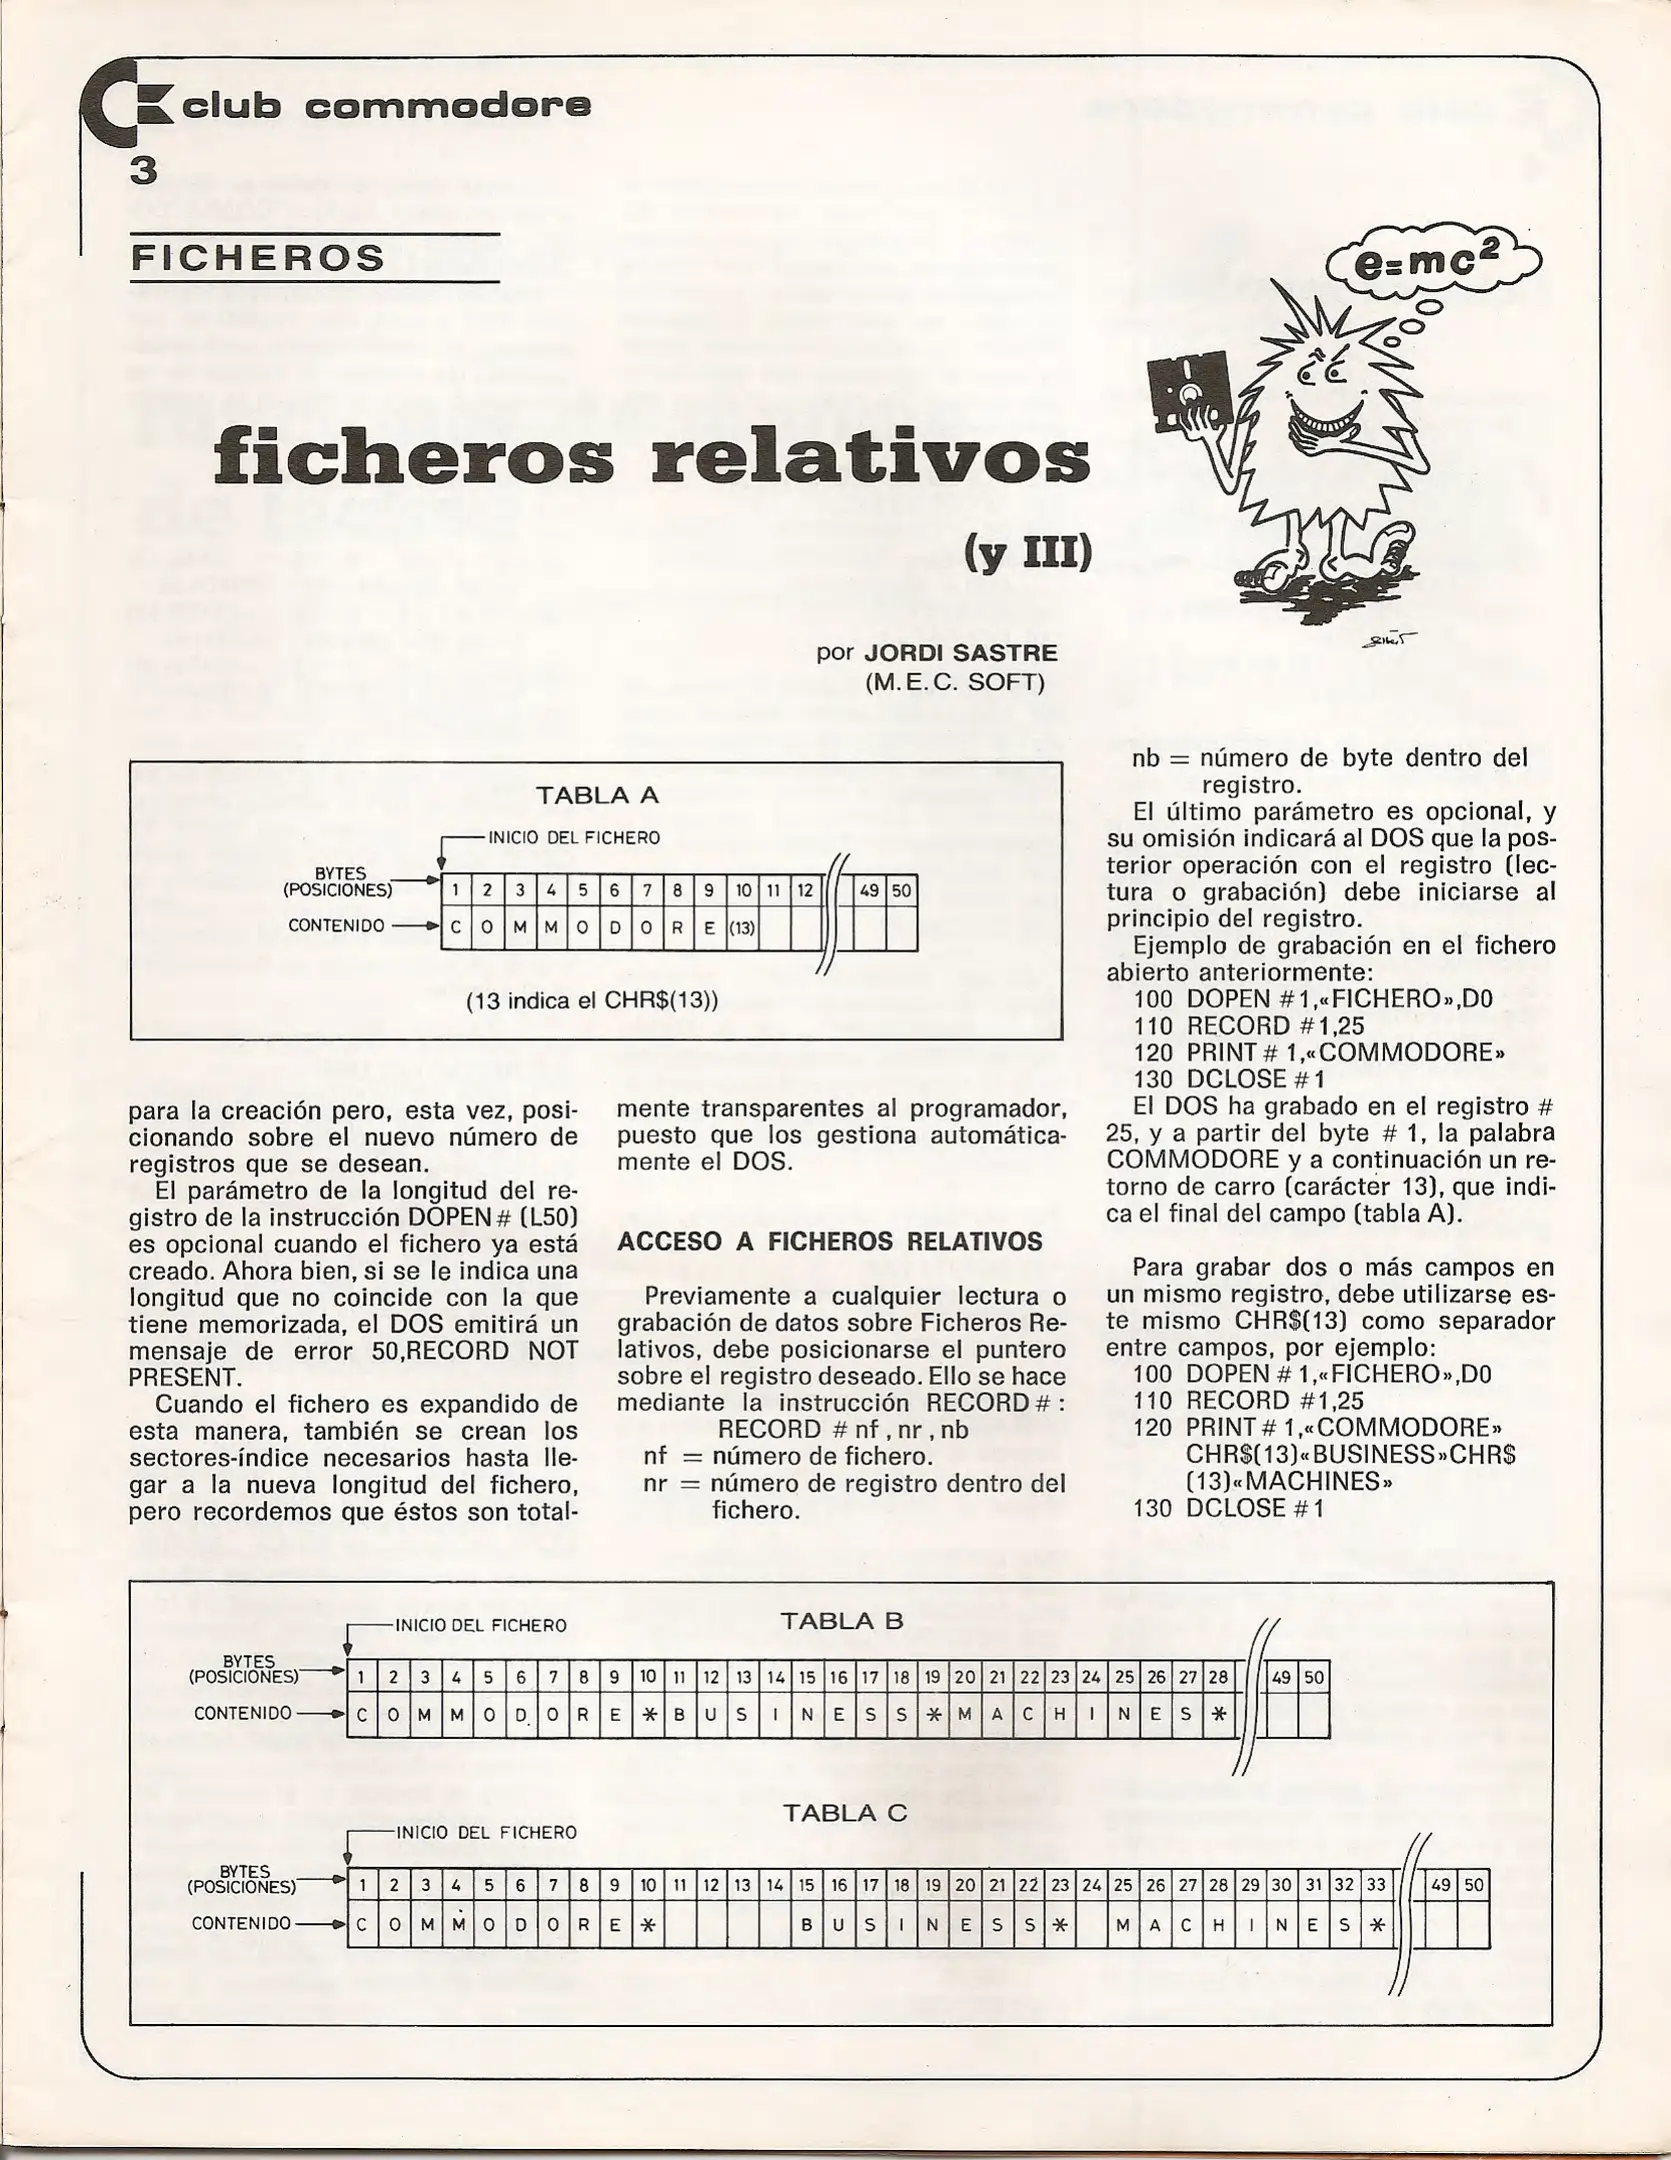 club commodore
3
FICHEROS
e=mc²
ficheros relativos
(y III)
por JORDI SASTRE
(M.E.C. SOFT)
TABLA A
INICIO DEL FICHERO
BYTES
(POSICIONES) 1 2 3 4 5 6 7 8 9 10 11 12 49 50
CONTENIDO C O M M O D O R E (13)
(13 indica el CHR$(13))
para la creación pero, esta vez, posi-
cionando sobre el nuevo número de
registros que se desean.
El parámetro de la longitud del re-
gistro de la instrucción DOPEN# (L50)
es opcional cuando el fichero ya está
creado. Ahora bien, si se le indica una
longitud que no coincide con la que
tiene memorizada, el DOS emitirá un
mensaje de error 50,RECORD NOT
PRESENT.
Cuando el fichero es expandido de
esta manera, también se crean los
sectores-índice necesarios hasta lle-
gar a la nueva longitud del fichero,
pero recordemos que éstos son total-
mente transparentes al programador,
puesto que los gestiona automática-
mente el DOS.
ACCESO A FICHEROS RELATIVOS
Previamente a cualquier lectura o
grabación de datos sobre Ficheros Re-
lativos, debe posicionarse el puntero
sobre el registro deseado. Ello se hace
mediante la instrucción RECORD#:
RECORD # nf , nr , nb
nf = número de fichero.
nr = número de registro dentro del
fichero.
nb = número de byte dentro del
registro.
El último parámetro es opcional, y
su omisión indicará al DOS que la pos-
terior operación con el registro (lec-
tura o grabación) debe iniciarse al
principio del registro.
Ejemplo de grabación en el fichero
abierto anteriormente:
100 DOPEN #1,«FICHERO»,D0
110 RECORD #1,25
120 PRINT# 1,«COMMODORE»
130 DCLOSE #1
El DOS ha grabado en el registro #
25, y a partir del byte # 1, la palabra
COMMODORE y a continuación un re-
torno de carro (carácter 13), que indi-
ca el final del campo (tabla A).
Para grabar dos o más campos en
un mismo registro, debe utilizarse es-
te mismo CHR$(13) como separador
entre campos, por ejemplo:
100 DOPEN # 1,«FICHERO»,D0
110 RECORD #1,25
120 PRINT# 1,«COMMODORE»
CHR$(13)«BUSINESS»CHR$
(13)«MACHINES»
130 DCLOSE #1
TABLA B
INICIO DEL FICHERO
BYTES
(POSICIONES) 1 2 3 4 5 6 7 8 9 10 11 12 13 14 15 16 17 18 19 20 21 22 23 24 25 26 27 28 49 50
CONTENIDO C O M M O D O R E * B U S I N E S S * M A C H I N E S *
TABLA C
INICIO DEL FICHERO
BYTES
(POSICIONES) 1 2 3 4 5 6 7 8 9 10 11 12 13 14 15 16 17 18 19 20 21 22 23 24 25 26 27 28 29 30 31 32 33 49 50
CONTENIDO C O M M O D O R E * B U S I N E S S * M A C H I N E S *